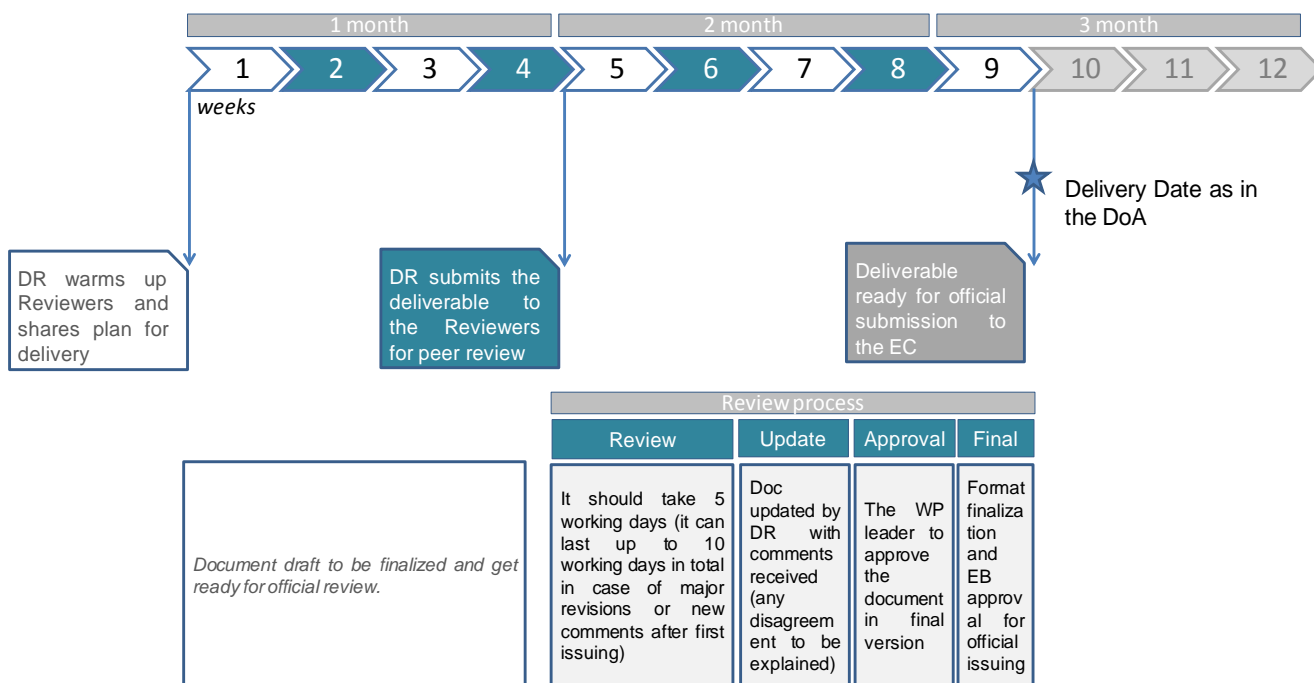 1 month
2 month
3 month
1 2 3 4 5 6 7 8 9 10 11 12
weeks
Delivery Date as in
the DoA
DR warms up
Reviewers and
shares plan for
delivery
DR submits the
deliverable to
the Reviewers
for peer review
Deliverable
ready for official
submission to
the EC
Review process
Review
Update
Approval
Final
Document draft to be finalized and get
ready for official review.
It should take 5
working days (it can
last up to 10
working days in total
in case of major
revisions or new
comments after first
issuing)
Doc
updated by
DR with
comments
received
(any
disagreem
ent to be
explained)
The WP
leader to
approve
the
document
in final
version
Format
finaliza
tion
and
EB
approv
al for
official
issuing